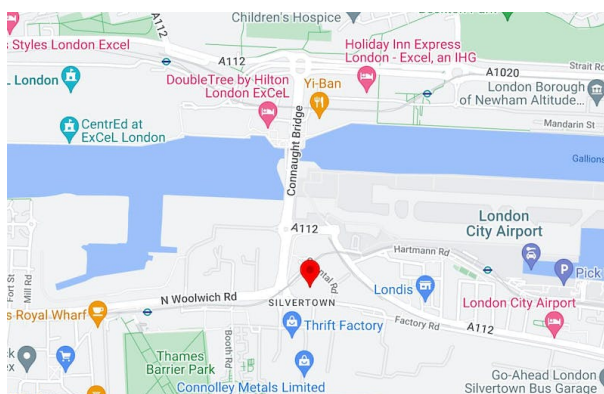 Children's Hospice
A112
s Styles London Excel
A112
Holiday Inn Express
London - Excel, an IHG
Strait Ro
A1020
L London
DoubleTree by Hilton
London ExCeL
Yi-Ban
London Borough
of Newham Altitude...
Mandarin St
CentrEd at
ExCeL London
Connaught Bridge
Gallions
A112
London
City Airport
Hartmann Rd
Pick
Fort St
Mill Rd
N Woolwich Rd
SILVERTOWN
Londis
London City Airport
s Royal Wharf
Thrift Factory
Factory Rd
A112
Booth Rd
Thames
Barrier Park
Connolley Metals Limited
Go-Ahead London
Silvertown Bus Garage